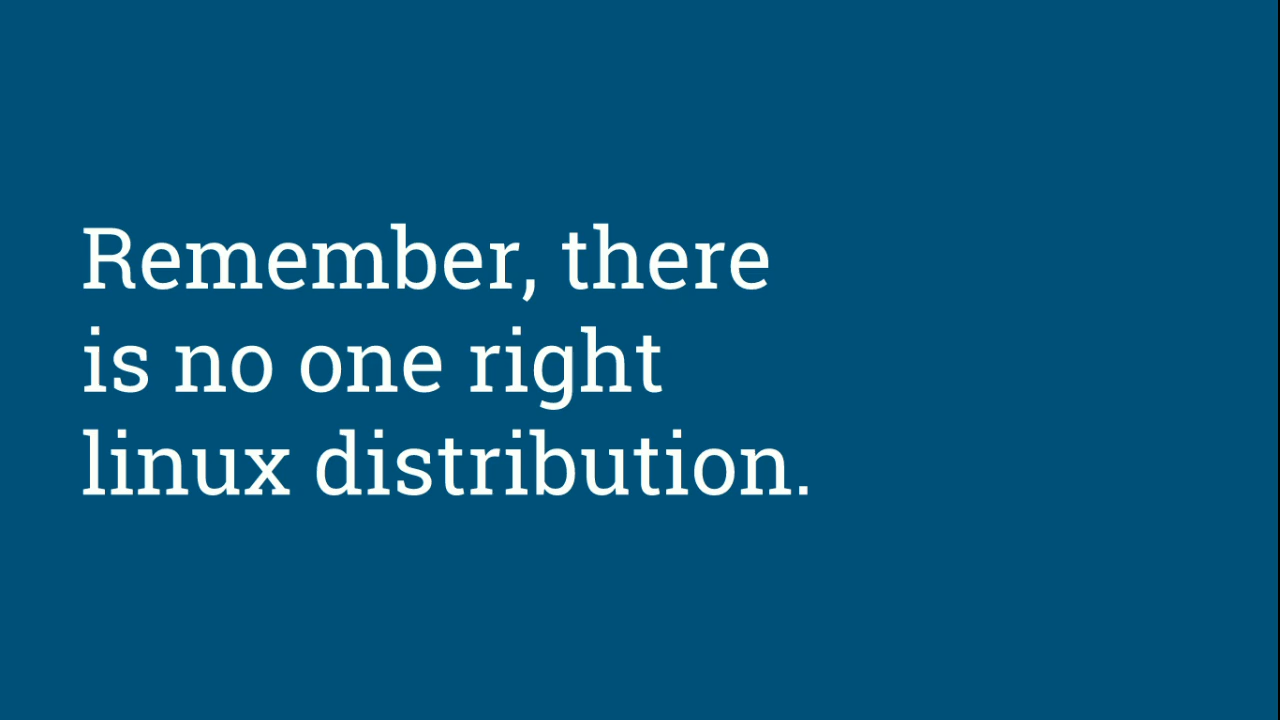 Remember, there
is no one right
linux distribution.